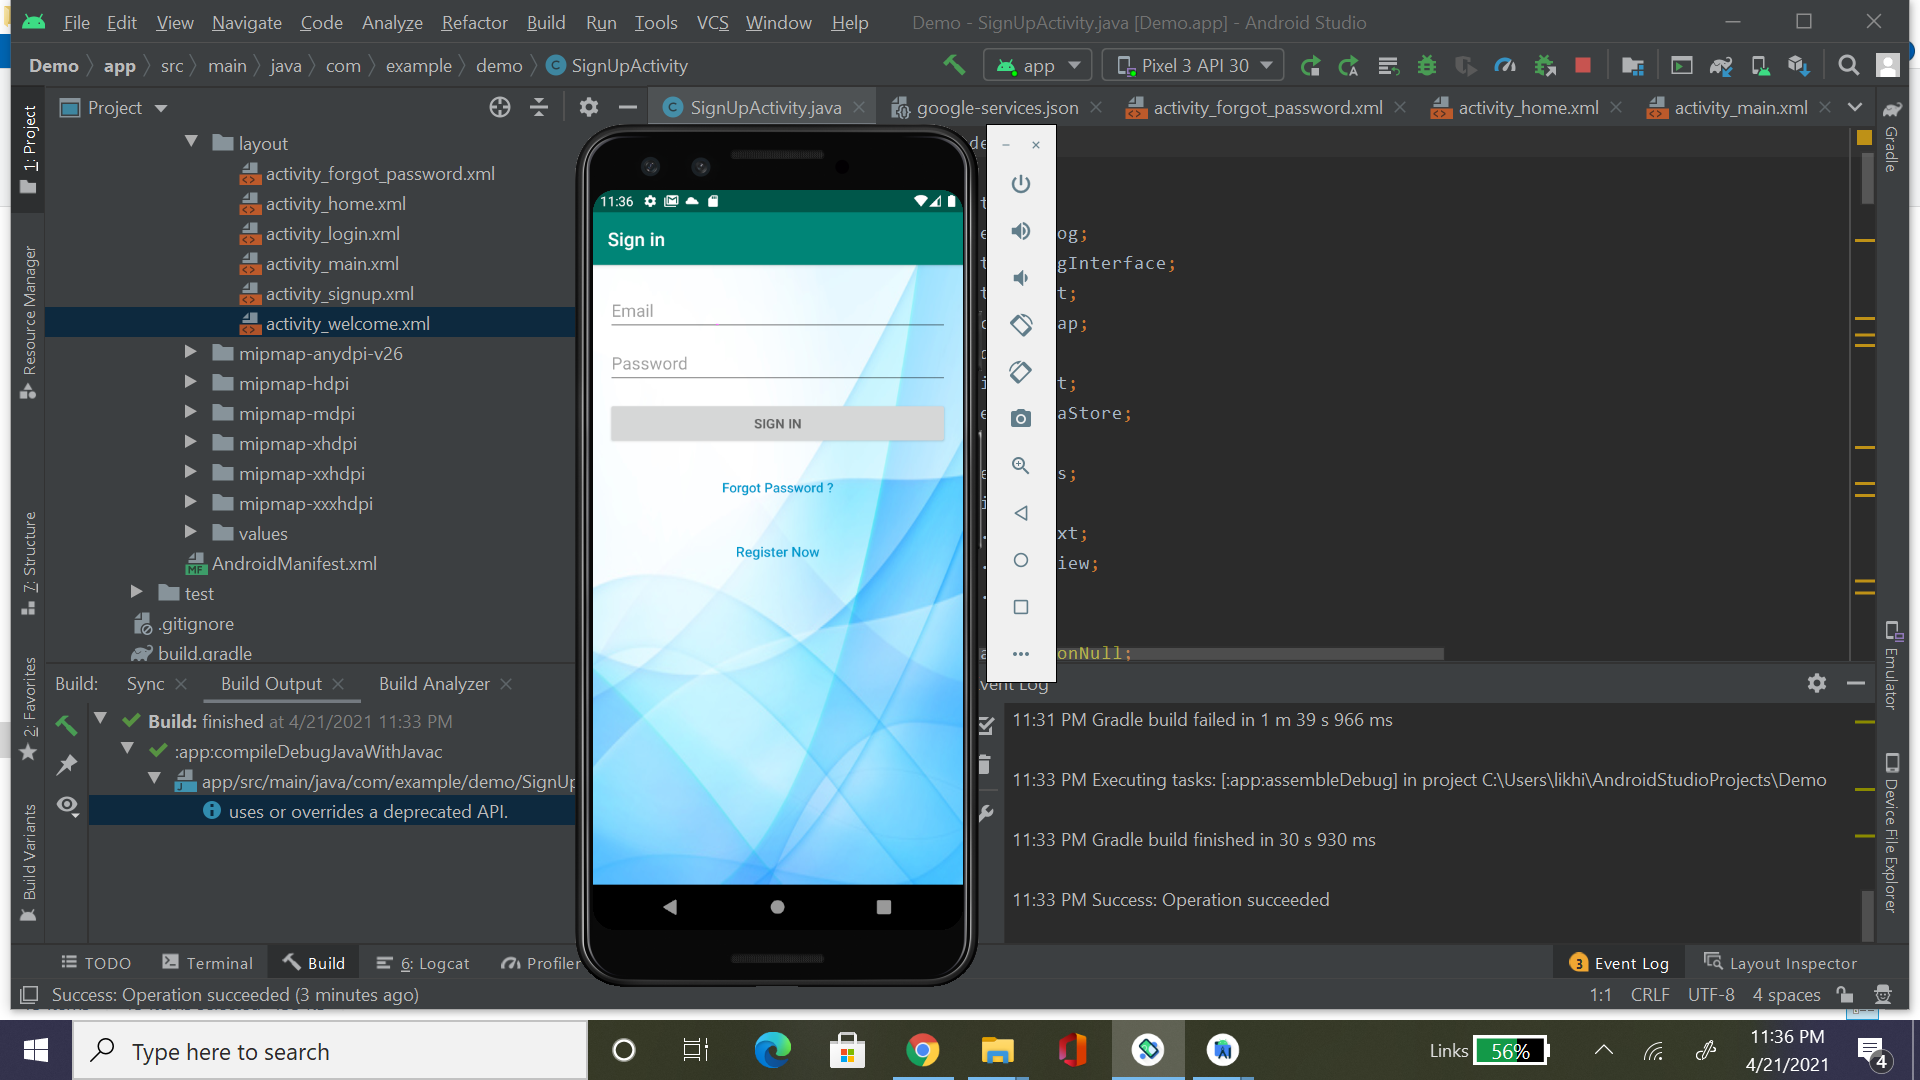 File Edit View Navigate Code Analyze Refactor Build Run Tools VCS Window Help Demo - SignUpActivity.java [Demo.app] - Android Studio
Demo app src main java com example demo SignUpActivity app Pixel 3 API 30
Project
SignUpActivity.java google-services.json activity_forgot_password.xml activity_home.xml activity_main.xml
1: Project
Resource Manager
7: Structure
2: Favorites
Build Variants
layout
activity_forgot_password.xml
activity_home.xml
activity_login.xml
activity_main.xml
activity_signup.xml
activity_welcome.xml
mipmap-anydpi-v26
mipmap-hdpi
mipmap-mdpi
mipmap-xhdpi
mipmap-xxhdpi
mipmap-xxxhdpi
values
AndroidManifest.xml
test
.gitignore
build.gradle
11:36
Sign in
Email
Password
SIGN IN
Forgot Password ?
Register Now
og;
gInterface;
t;
ap;
t;
aStore;
s;
xt;
iew;
onNull;
Gradle
Emulator
Device File Explorer
Build: Sync Build Output Build Analyzer
Build: finished at 4/21/2021 11:33 PM
:app:compileDebugJavaWithJavac
app/src/main/java/com/example/demo/SignUp
uses or overrides a deprecated API.
vent Log
11:31 PM Gradle build failed in 1 m 39 s 966 ms
11:33 PM Executing tasks: [:app:assembleDebug] in project C:\Users\likhi\AndroidStudioProjects\Demo
11:33 PM Gradle build finished in 30 s 930 ms
11:33 PM Success: Operation succeeded
TODO Terminal Build 6: Logcat Profiler 3 Event Log Layout Inspector
Success: Operation succeeded (3 minutes ago) 1:1 CRLF UTF-8 4 spaces
Type here to search
Links 56%
11:36 PM
4/21/2021
4